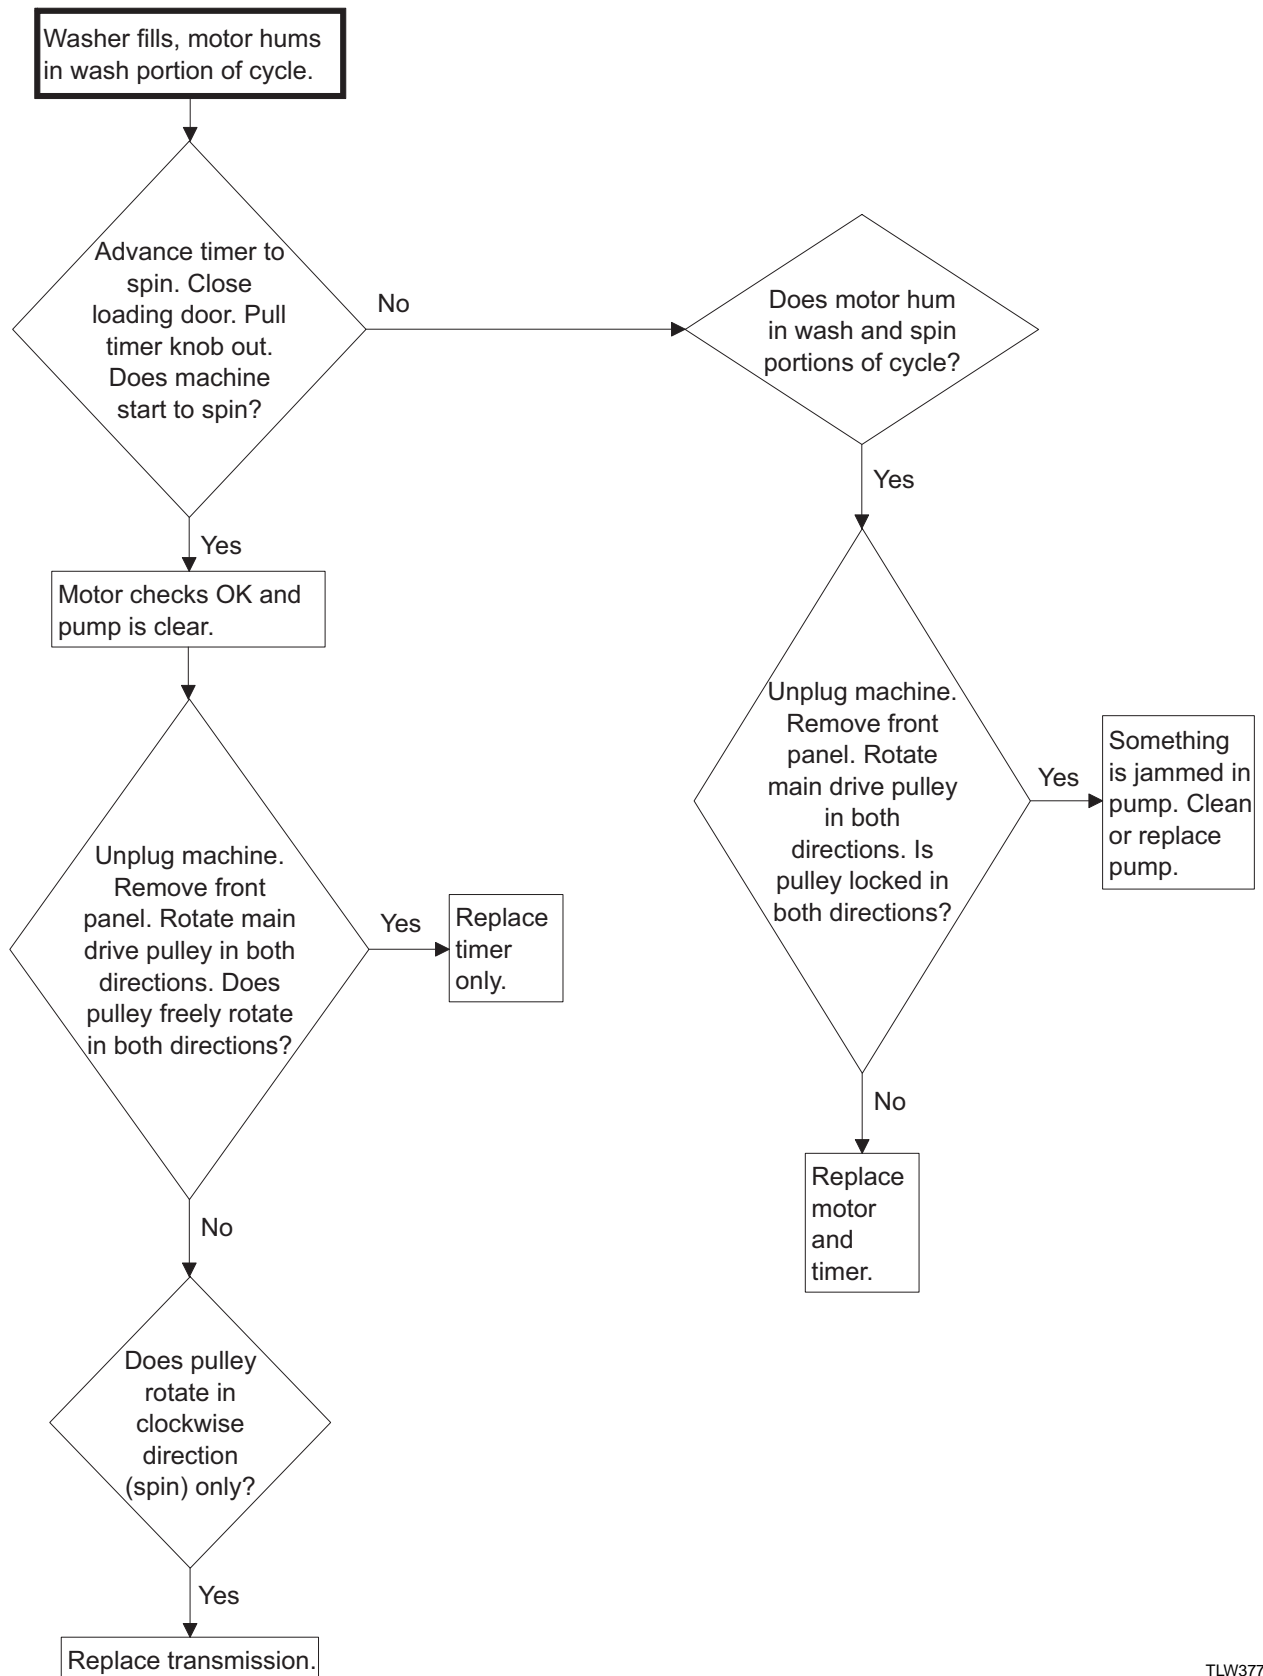 Washer fills, motor hums
in wash portion of cycle.
Advance timer to
spin. Close
loading door. Pull
timer knob out.
Does machine
start to spin?
No
Does motor hum
in wash and spin
portions of cycle?
Yes
Yes
Motor checks OK and
pump is clear.
Unplug machine.
Remove front
panel. Rotate
main drive pulley
in both
directions. Is
pulley locked in
both directions?
Yes
Something
is jammed in
pump. Clean
or replace
pump.
Unplug machine.
Remove front
panel. Rotate main
drive pulley in both
directions. Does
pulley freely rotate
in both directions?
Yes
Replace
timer
only.
No
Replace
motor
and
timer.
No
Does pulley
rotate in
clockwise
direction
(spin) only?
Yes
Replace transmission.
TLW377